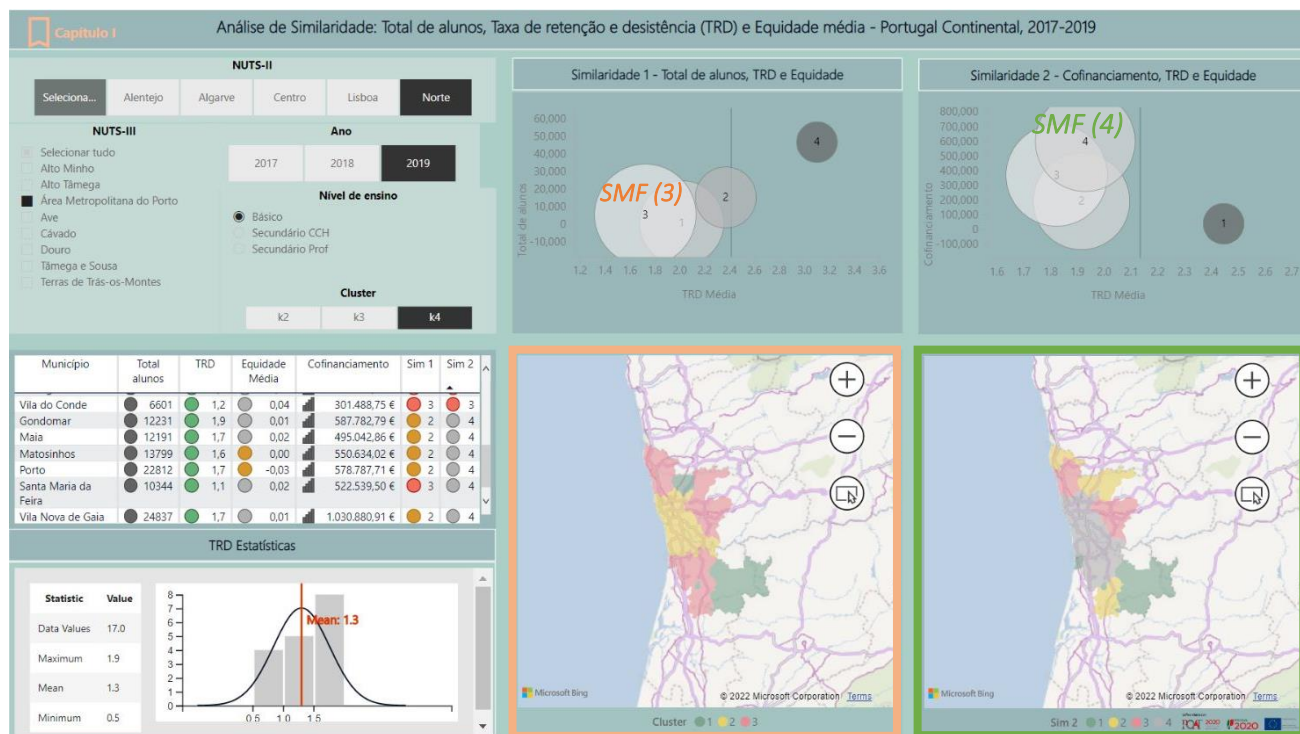 Capítulo I
Análise de Similaridade: Total de alunos, Taxa de retenção e desistência (TRD) e Equidade média - Portugal Continental, 2017-2019
NUTS-II
Seleciona... Alentejo Algarve Centro Lisboa Norte
NUTS-III
Selecionar tudo
Alto Minho
Alto Tâmega
Área Metropolitana do Porto
Ave
Cávado
Douro
Tâmega e Sousa
Terras de Trás-os-Montes
Ano
2017 2018 2019
Nível de ensino
Básico
Secundário CCH
Secundário Prof
Cluster
k2 k3 k4
Similaridade 1 - Total de alunos, TRD e Equidade
60,000
50,000
40,000
30,000
20,000
10,000
0
-10,000
Total de alunos
SMF (3)
3 1 2 4
1.2 1.4 1.6 1.8 2.0 2.2 2.4 2.6 2.8 3.0 3.2 3.4 3.6
TRD Média
Similaridade 2 - Cofinanciamento, TRD e Equidade
800,000
700,000
600,000
500,000
400,000
300,000
200,000
100,000
0
-100,000
Cofinanciamento
SMF (4)
4
3
2
1
1.6 1.7 1.8 1.9 2.0 2.1 2.2 2.2 2.3 2.4 2.5 2.6 2.7
TRD Média
Município Total alunos TRD Equidade Média Cofinanciamento Sim 1 Sim 2
Vila do Conde 6601 1,2 0,04 301.488,75 € 3 3
Gondomar 12231 1,9 0,01 587.782,79 € 2 4
Maia 12191 1,7 0,02 495.042,86 € 2 4
Matosinhos 13799 1,6 0,00 550.634,02 € 2 4
Porto 22812 1,7 -0,03 578.787,71 € 2 4
Santa Maria da Feira 10344 1,1 0,02 522.539,50 € 3 4
Vila Nova de Gaia 24837 1,7 0,01 1.030.880,91 € 2 4
TRD Estatísticas
Statistic Value
Data Values 17.0
Maximum 1.9
Mean 1.3
Minimum 0.5
8
7
6
5
4
3
2
1
0
Mean: 1.3
0.5 1.0 1.5
Microsoft Bing
© 2022 Microsoft Corporation Terms
Cluster 1 2 3
Microsoft Bing
© 2022 Microsoft Corporation Terms
Sim 2 1 2 3 4
2020
2020